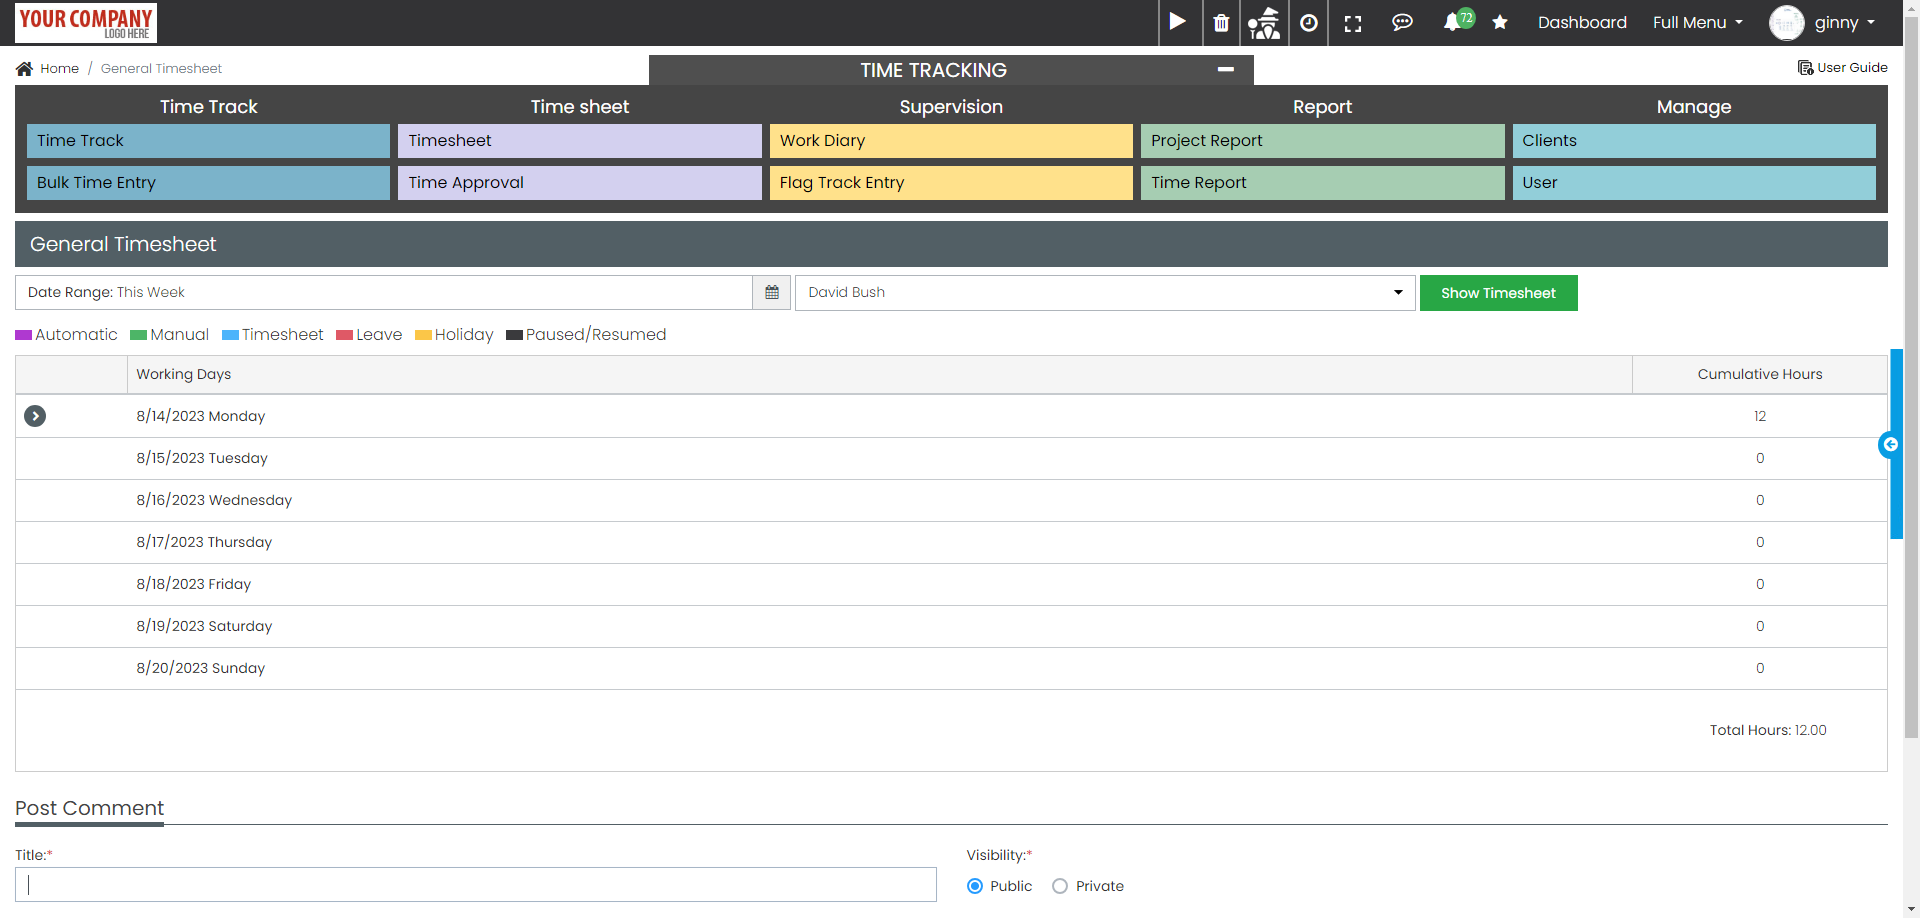 YOUR COMPANY
LOGO HERE
72
Dashboard
Full Menu
ginny
Home / General Timesheet
TIME TRACKING
User Guide
Time Track
Time sheet
Supervision
Report
Manage
Time Track
Timesheet
Work Diary
Project Report
Clients
Bulk Time Entry
Time Approval
Flag Track Entry
Time Report
User
General Timesheet
Date Range: This Week
David Bush
Show Timesheet
Automatic
Manual
Timesheet
Leave
Holiday
Paused/Resumed
Working Days
Cumulative Hours
8/14/2023 Monday
12
8/15/2023 Tuesday
0
8/16/2023 Wednesday
0
8/17/2023 Thursday
0
8/18/2023 Friday
0
8/19/2023 Saturday
0
8/20/2023 Sunday
0
Total Hours: 12.00
Post Comment
Title:*
Visibility:*
Public
Private